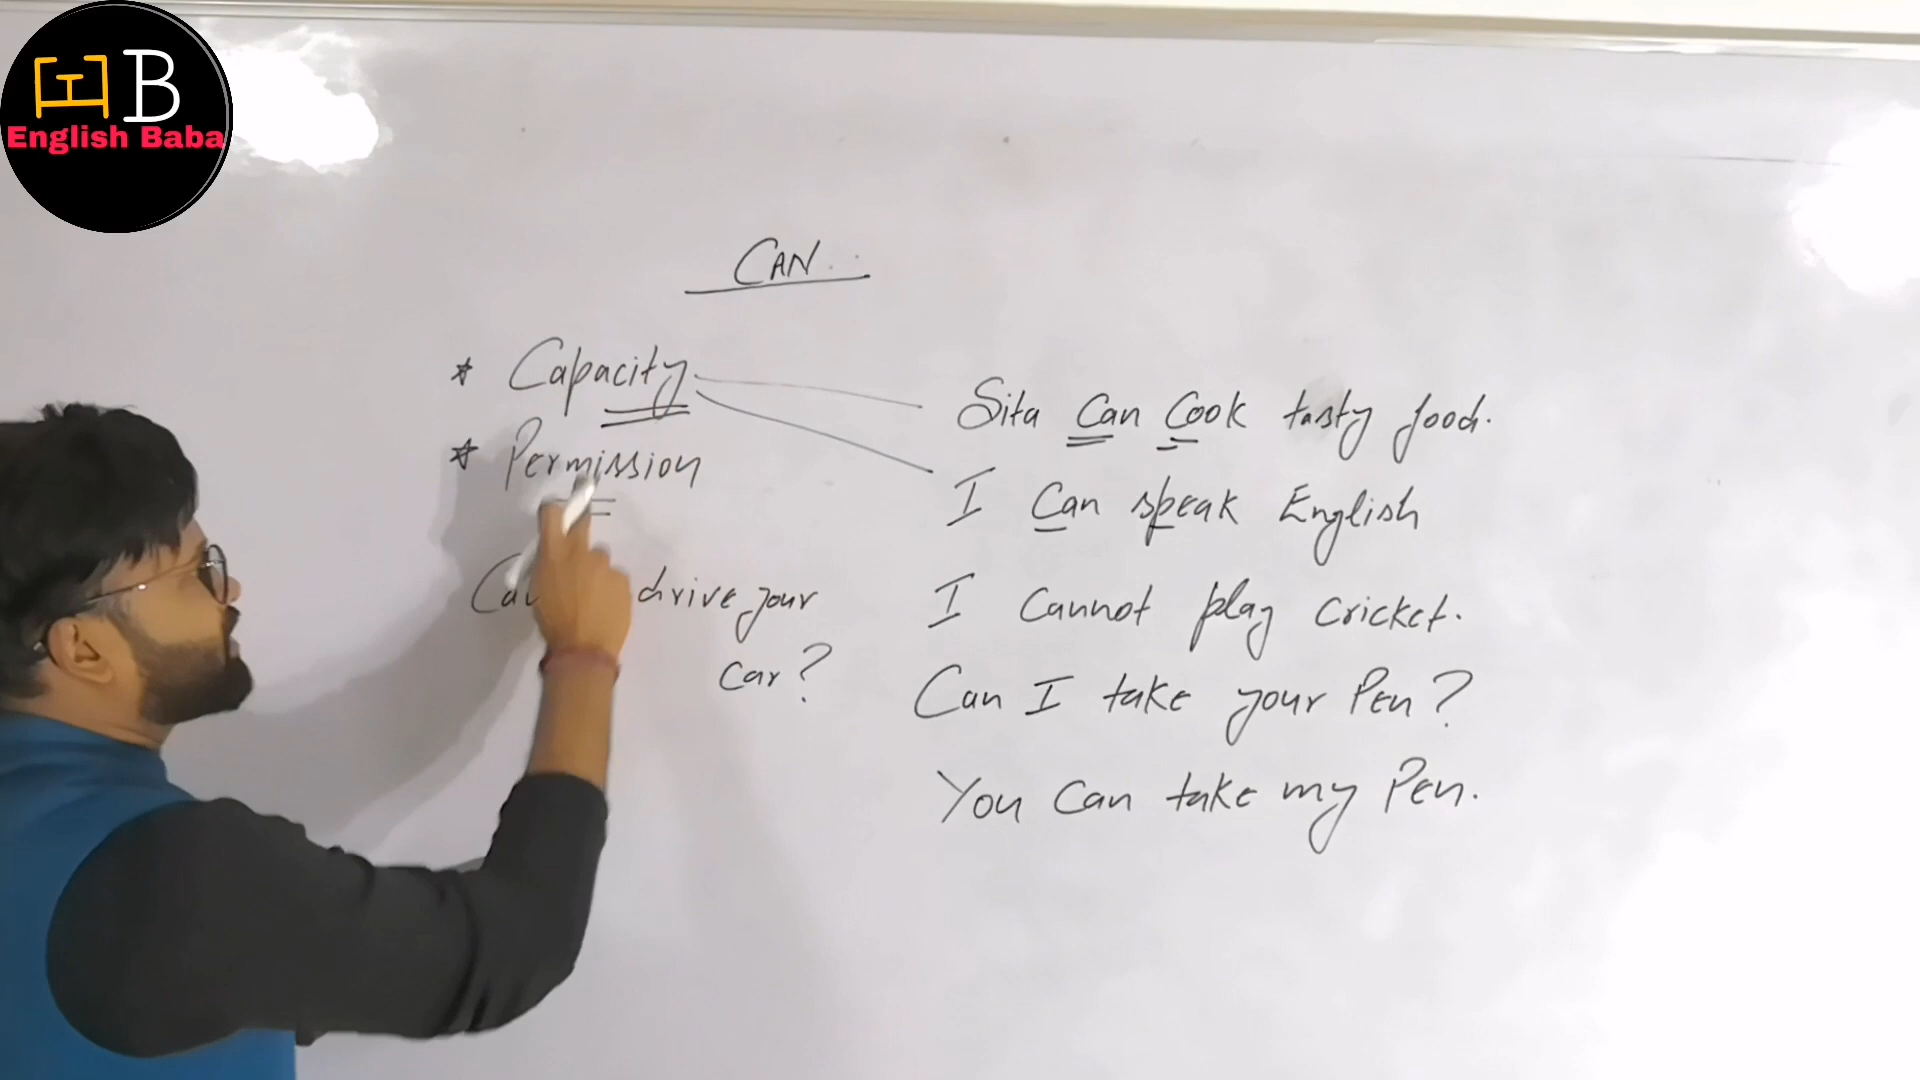 EB
English Baba
CAN
* Capacity
* Permission
drive your
car?
Sita Can Cook tasty food.
I Can speak English
I Cannot play cricket.
Can I take your Pen?
You Can take my Pen.